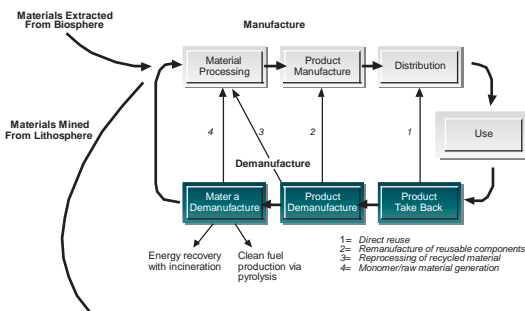 Materials Extracted
From Biosphere
Manufacture
Material
Processing
Product
Manufacture
Distribution
Materials Mined
From Lithosphere
Use
4
3
2
1
Demanufacture
Mater a
Demanufacture
Product
Demanufacture
Product
Take Back
Energy recovery
with incineration
Clean fuel
production via
pyrolysis
1= Direct reuse
2= Remanufacture of reusable components
3= Reprocessing of recycled material
4= Monomer/raw material generation